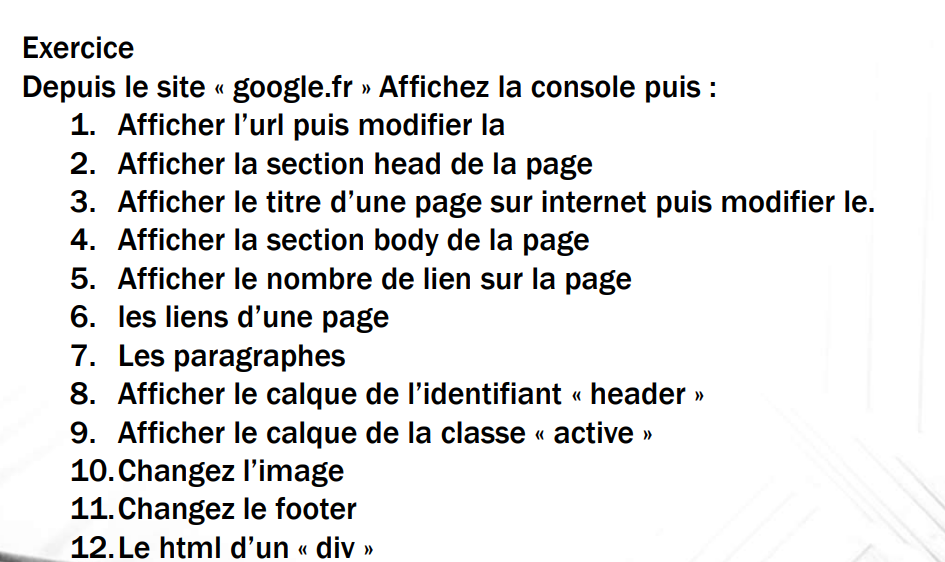 Exercice
Depuis le site « google.fr » Affichez la console puis :
1. Afficher l’url puis modifier la
2. Afficher la section head de la page
3. Afficher le titre d’une page sur internet puis modifier le.
4. Afficher la section body de la page
5. Afficher le nombre de lien sur la page
6. les liens d’une page
7. Les paragraphes
8. Afficher le calque de l’identifiant « header »
9. Afficher le calque de la classe « active »
10. Changez l’image
11. Changez le footer
12. Le html d’un « div »